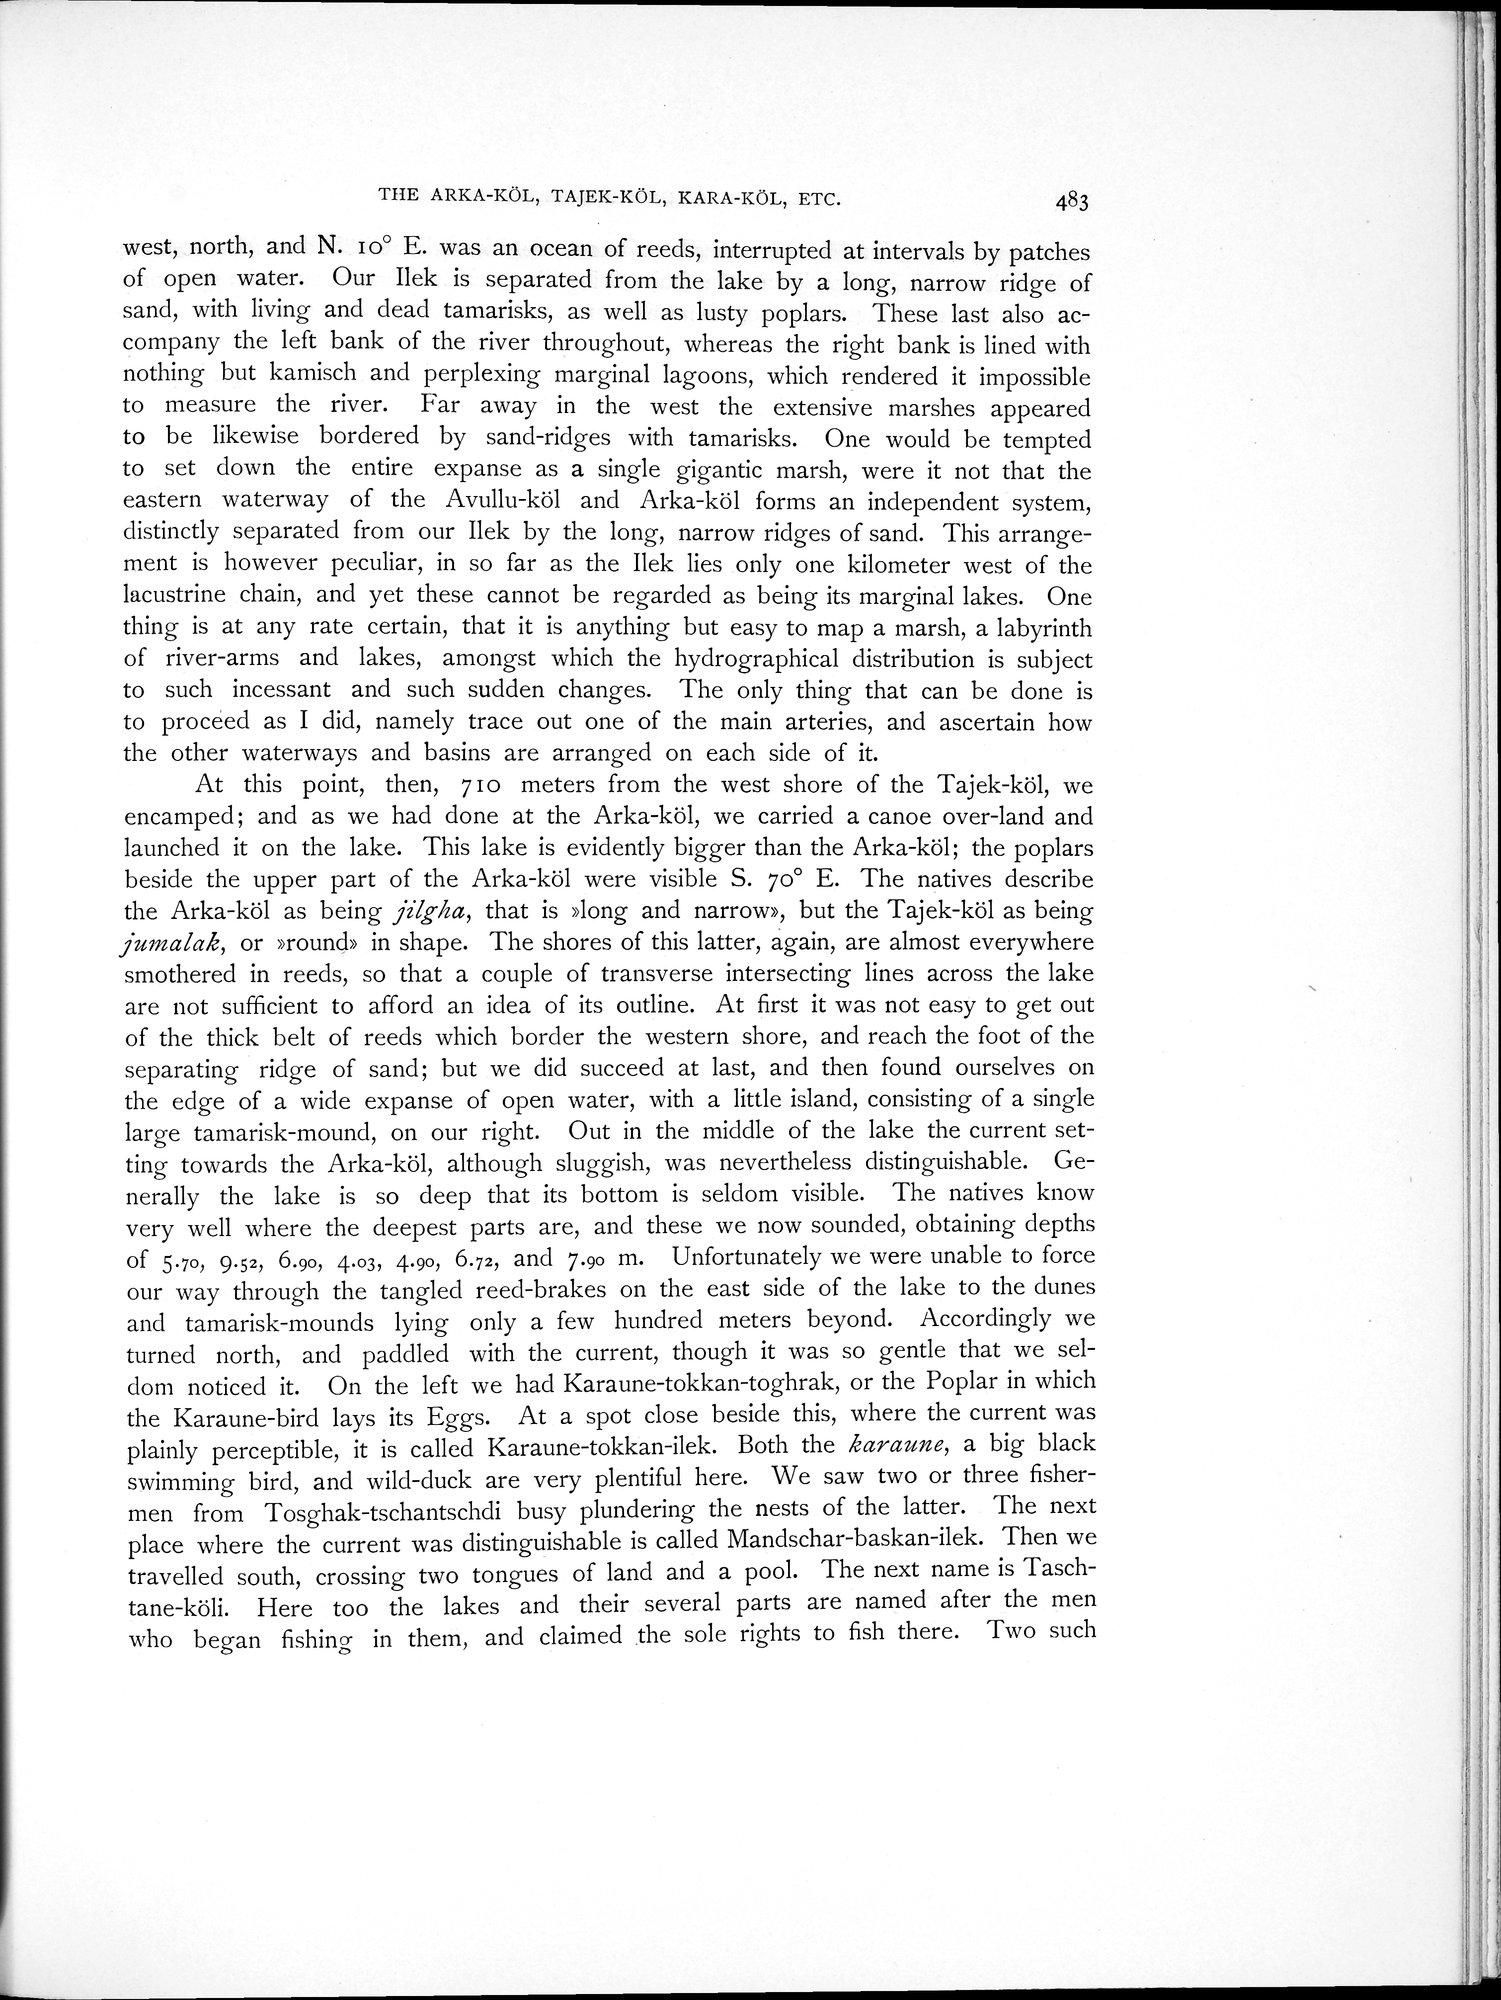 THE ARKA-KÖL, TAJEK-KÖL, KARA-KÖL, ETC. 483
west, north, and N. 10° E. was an ocean of reeds, interrupted at intervals by patches
of open water. Our Ilek is separated from the lake by a long, narrow ridge of
sand, with living and dead tamarisks, as well as lusty poplars. These last also ac-
company the left bank of the river throughout, whereas the right bank is lined with
nothing but kamisch and perplexing marginal lagoons, which rendered it impossible
to measure the river. Far away in the west the extensive marshes appeared
to be likewise bordered by sand-ridges with tamarisks. One would be tempted
to set down the entire expanse as a single gigantic marsh, were it not that the
eastern waterway of the Avullu-köl and Arka-köl forms an independent system,
distinctly separated from our Ilek by the long, narrow ridges of sand. This arrange-
ment is however peculiar, in so far as the Ilek lies only one kilometer west of the
lacustrine chain, and yet these cannot be regarded as being its marginal lakes. One
thing is at any rate certain, that it is anything but easy to map a marsh, a labyrinth
of river-arms and lakes, amongst which the hydrographical distribution is subject
to such incessant and such sudden changes. The only thing that can be done is
to proceed as I did, namely trace out one of the main arteries, and ascertain how
the other waterways and basins are arranged on each side of it.
At this point, then, 710 meters from the west shore of the Tajek-köl, we
encamped; and as we had done at the Arka-köl, we carried a canoe over-land and
launched it on the lake. This lake is evidently bigger than the Arka-köl; the poplars
beside the upper part of the Arka-köl were visible S. 70° E. The natives describe
the Arka-köl as being jilgha, that is »long and narrow», but the Tajek-köl as being
jumalak, or »round» in shape. The shores of this latter, again, are almost everywhere
smothered in reeds, so that a couple of transverse intersecting lines across the lake
are not sufficient to afford an idea of its outline. At first it was not easy to get out
of the thick belt of reeds which border the western shore, and reach the foot of the
separating ridge of sand; but we did succeed at last, and then found ourselves on
the edge of a wide expanse of open water, with a little island, consisting of a single
large tamarisk-mound, on our right. Out in the middle of the lake the current set-
ting towards the Arka-köl, although sluggish, was nevertheless distinguishable. Ge-
nerally the lake is so deep that its bottom is seldom visible. The natives know
very well where the deepest parts are, and these we now sounded, obtaining depths
of 5.70, 9.52, 6.90, 4.03, 4.90, 6.72, and 7.90 m. Unfortunately we were unable to force
our way through the tangled reed-brakes on the east side of the lake to the dunes
and tamarisk-mounds lying only a few hundred meters beyond. Accordingly we
turned north, and paddled with the current, though it was so gentle that we sel-
dom noticed it. On the left we had Karaune-tokkan-toghrak, or the Poplar in which
the Karaune-bird lays its Eggs. At a spot close beside this, where the current was
plainly perceptible, it is called Karaune-tokkan-ilek. Both the karaune, a big black
swimming bird, and wild-duck are very plentiful here. We saw two or three fisher-
men from Tosghak-tschantschdi busy plundering the nests of the latter. The next
place where the current was distinguishable is called Mandschar-baskan-ilek. Then we
travelled south, crossing two tongues of land and a pool. The next name is Tasch-
tane-köli. Here too the lakes and their several parts are named after the men
who began fishing in them, and claimed the sole rights to fish there. Two such